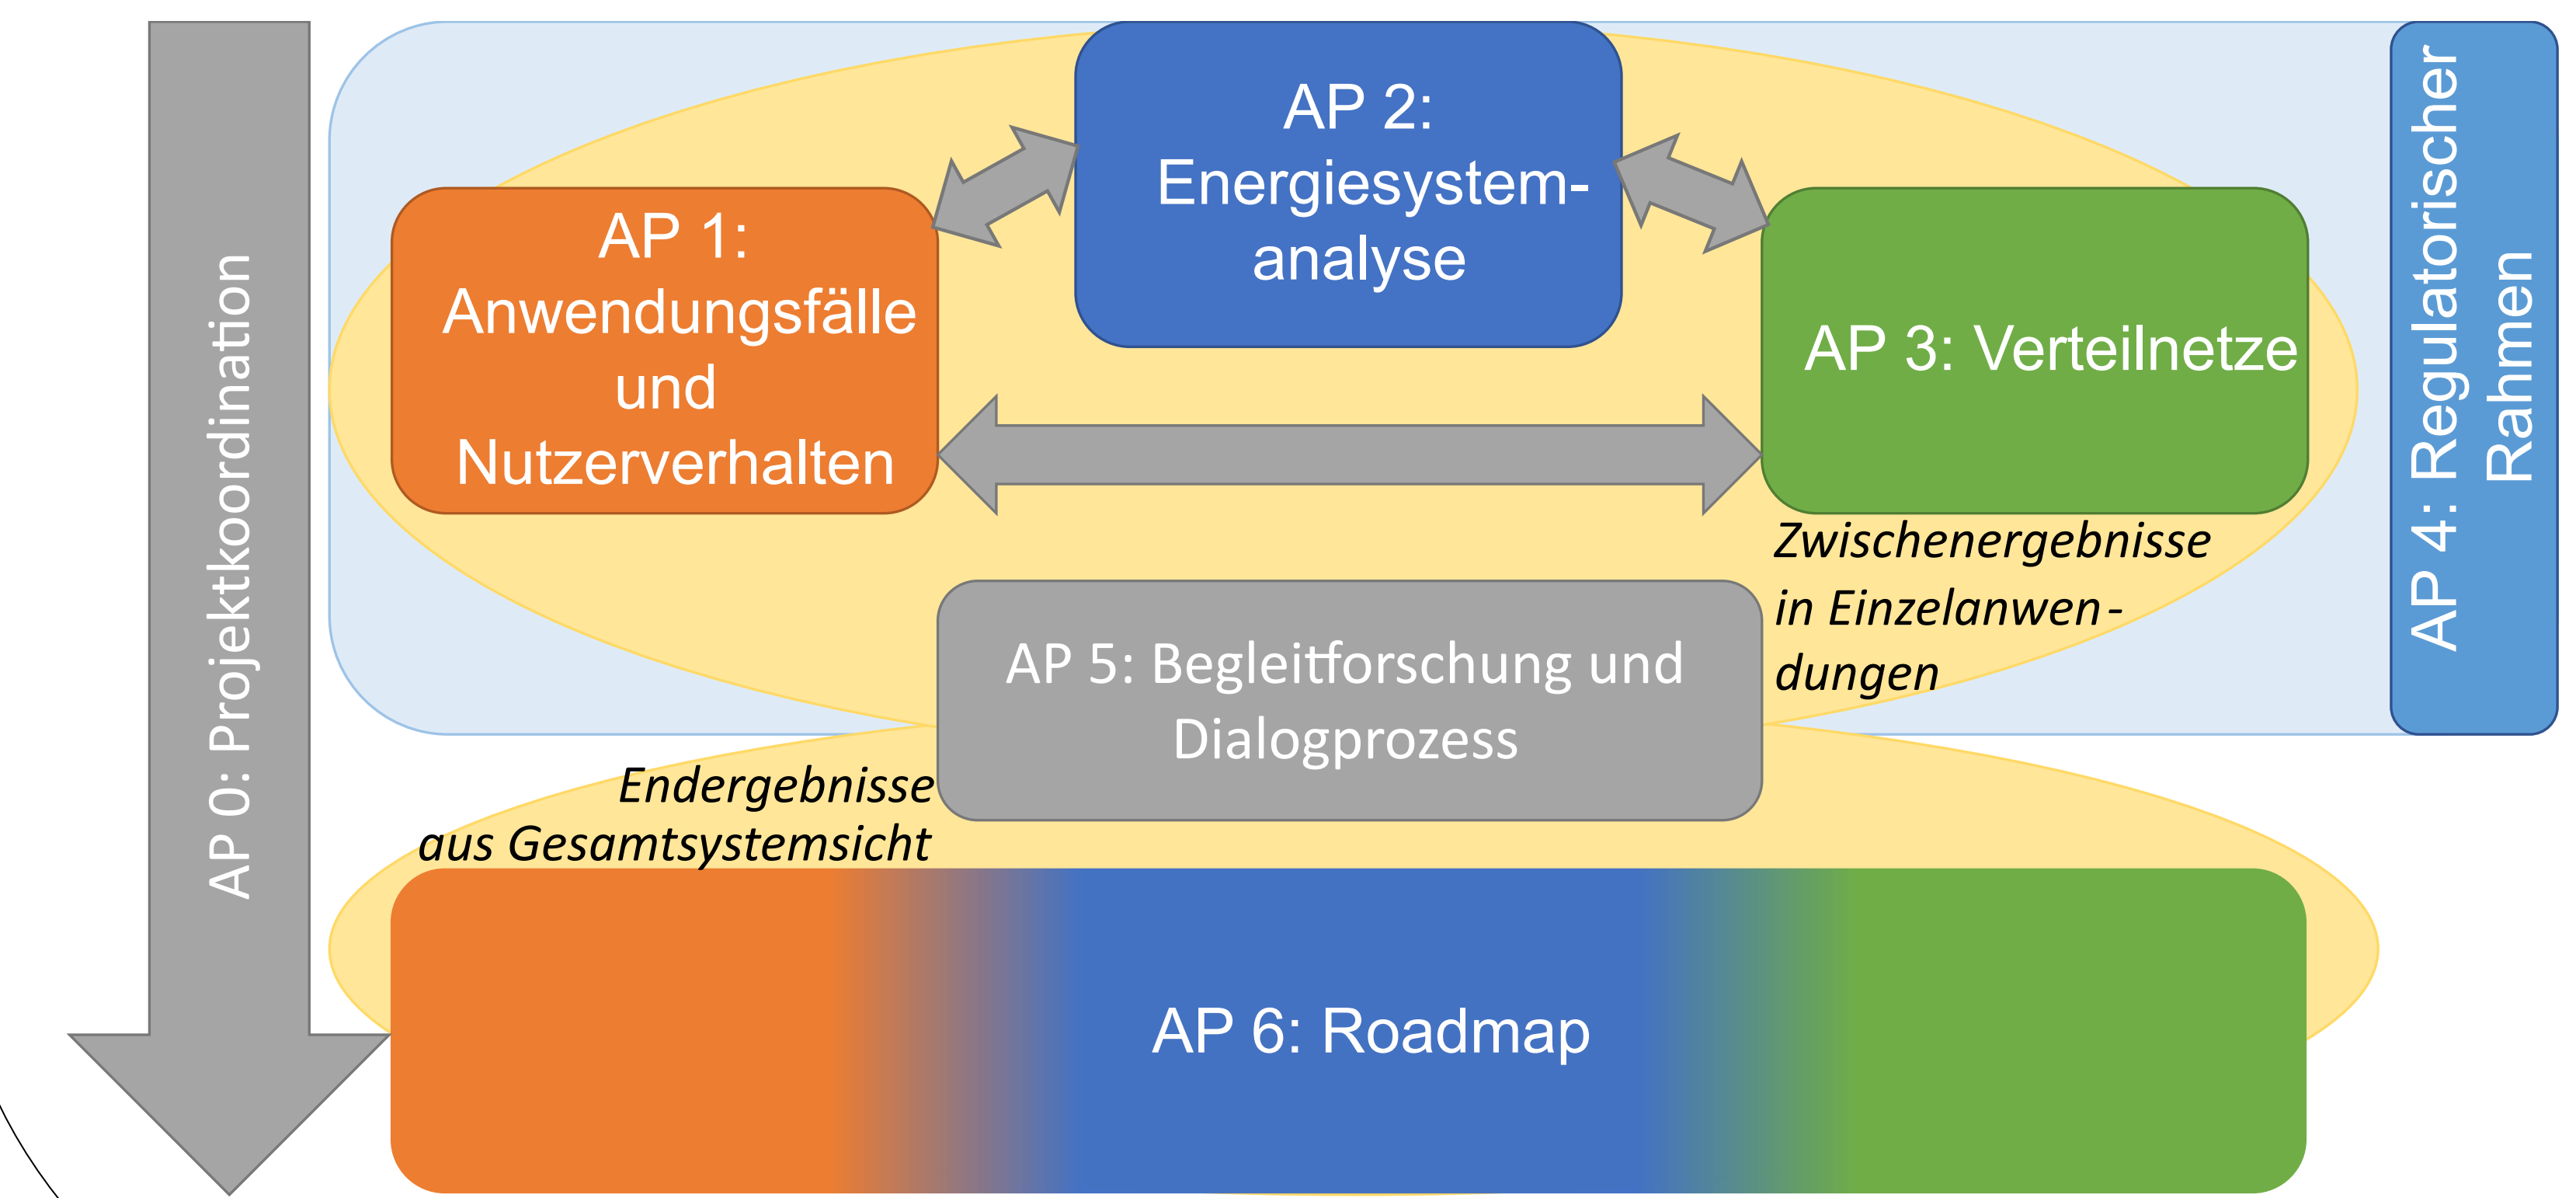 AP 0: Projektkoordination
AP 1:
Anwendungsfälle
und
Nutzerverhalten
AP 2:
Energiesystem-
analyse
AP 3: Verteilnetze
AP 4: Regulatorischer
Rahmen
Zwischenergebnisse
in Einzelanwen-
dungen
AP 5: Begleitforschung und
Dialogprozess
Endergebnisse
aus Gesamtsystemsicht
AP 6: Roadmap